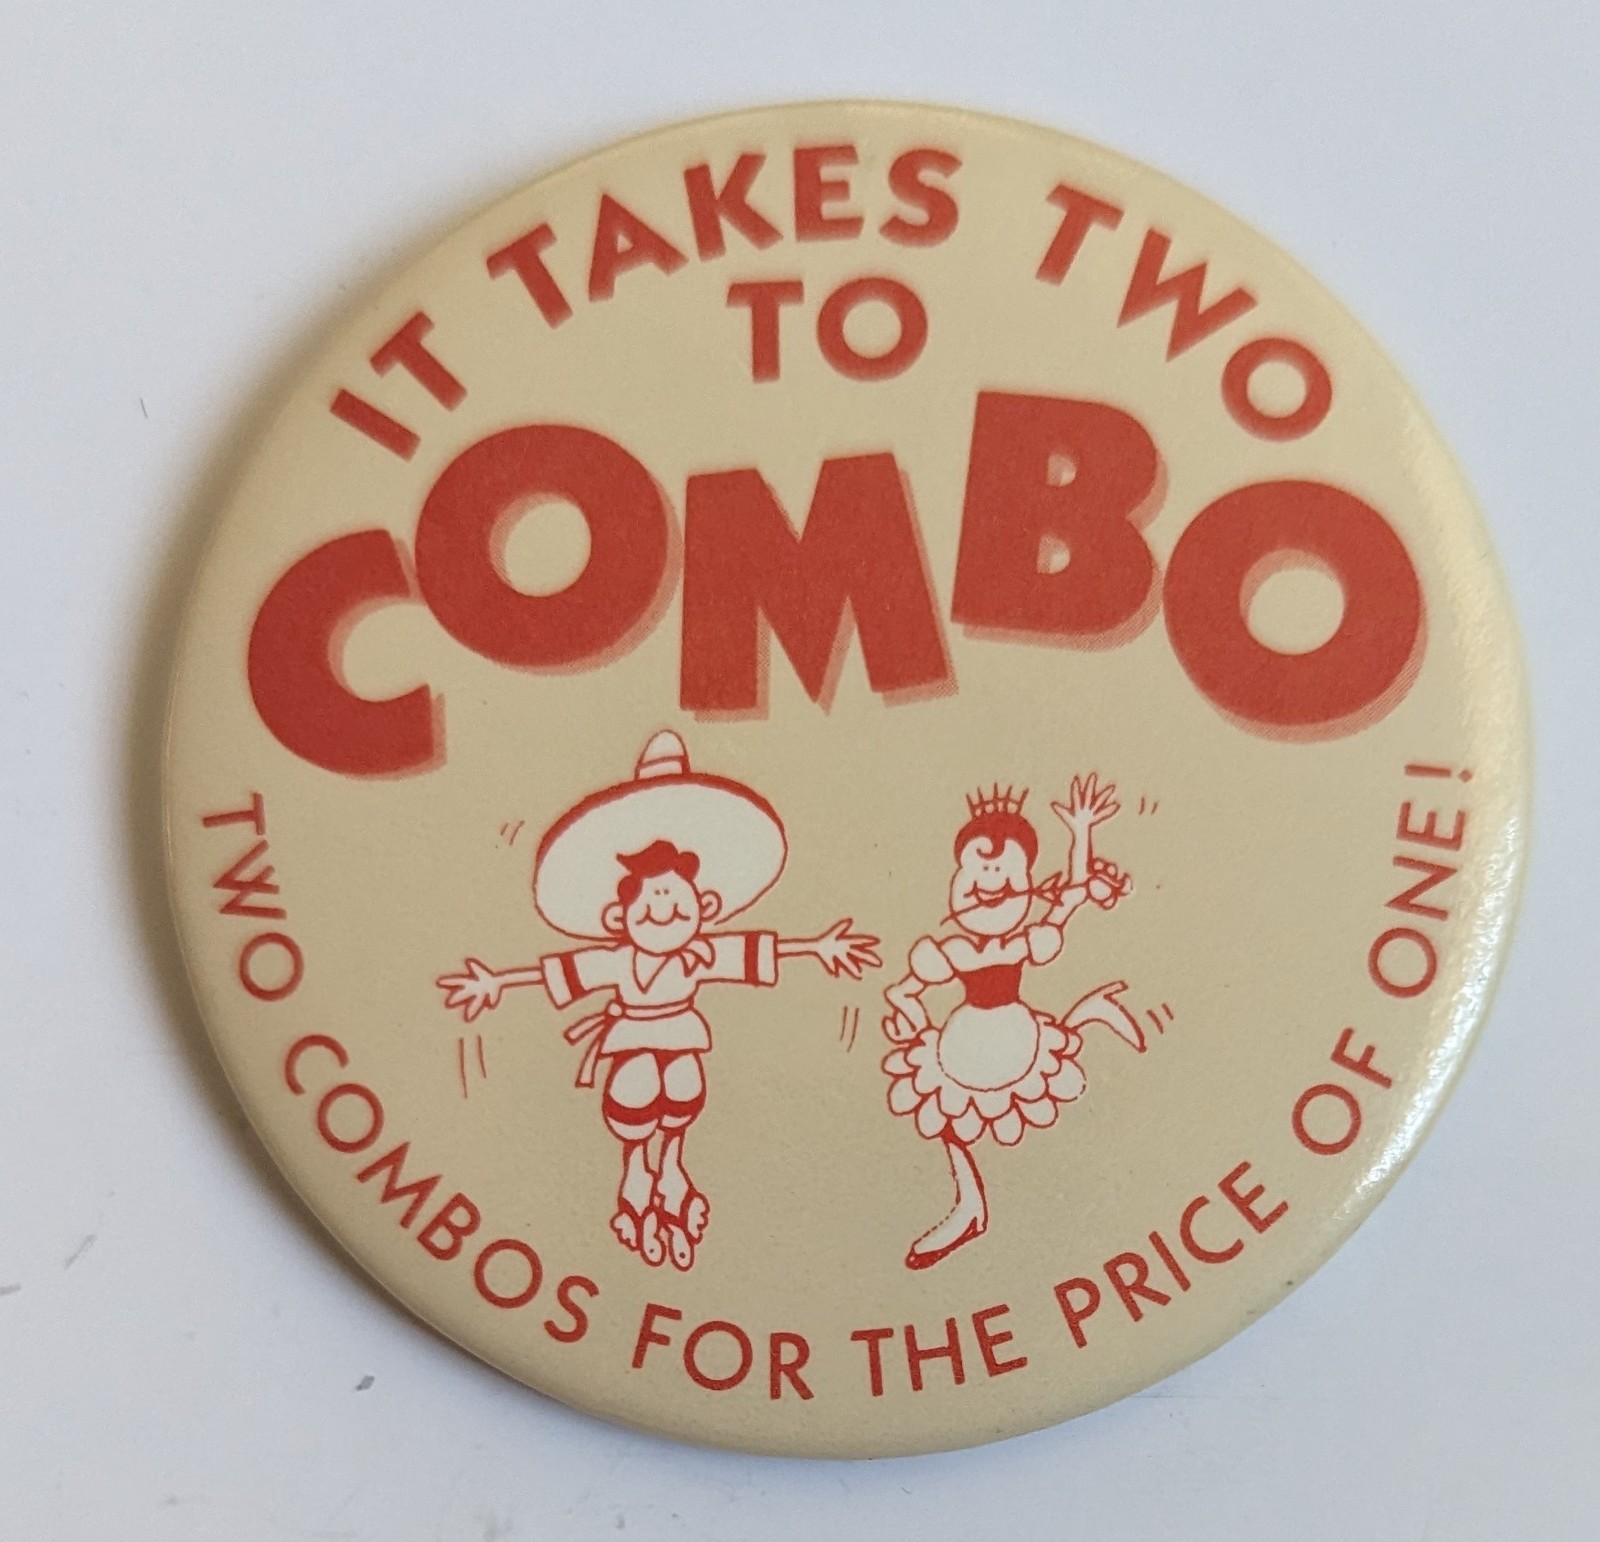 IT TAKES TWO
TO
COMBO
TWO COMBOS FOR THE PRICE OF ONE!